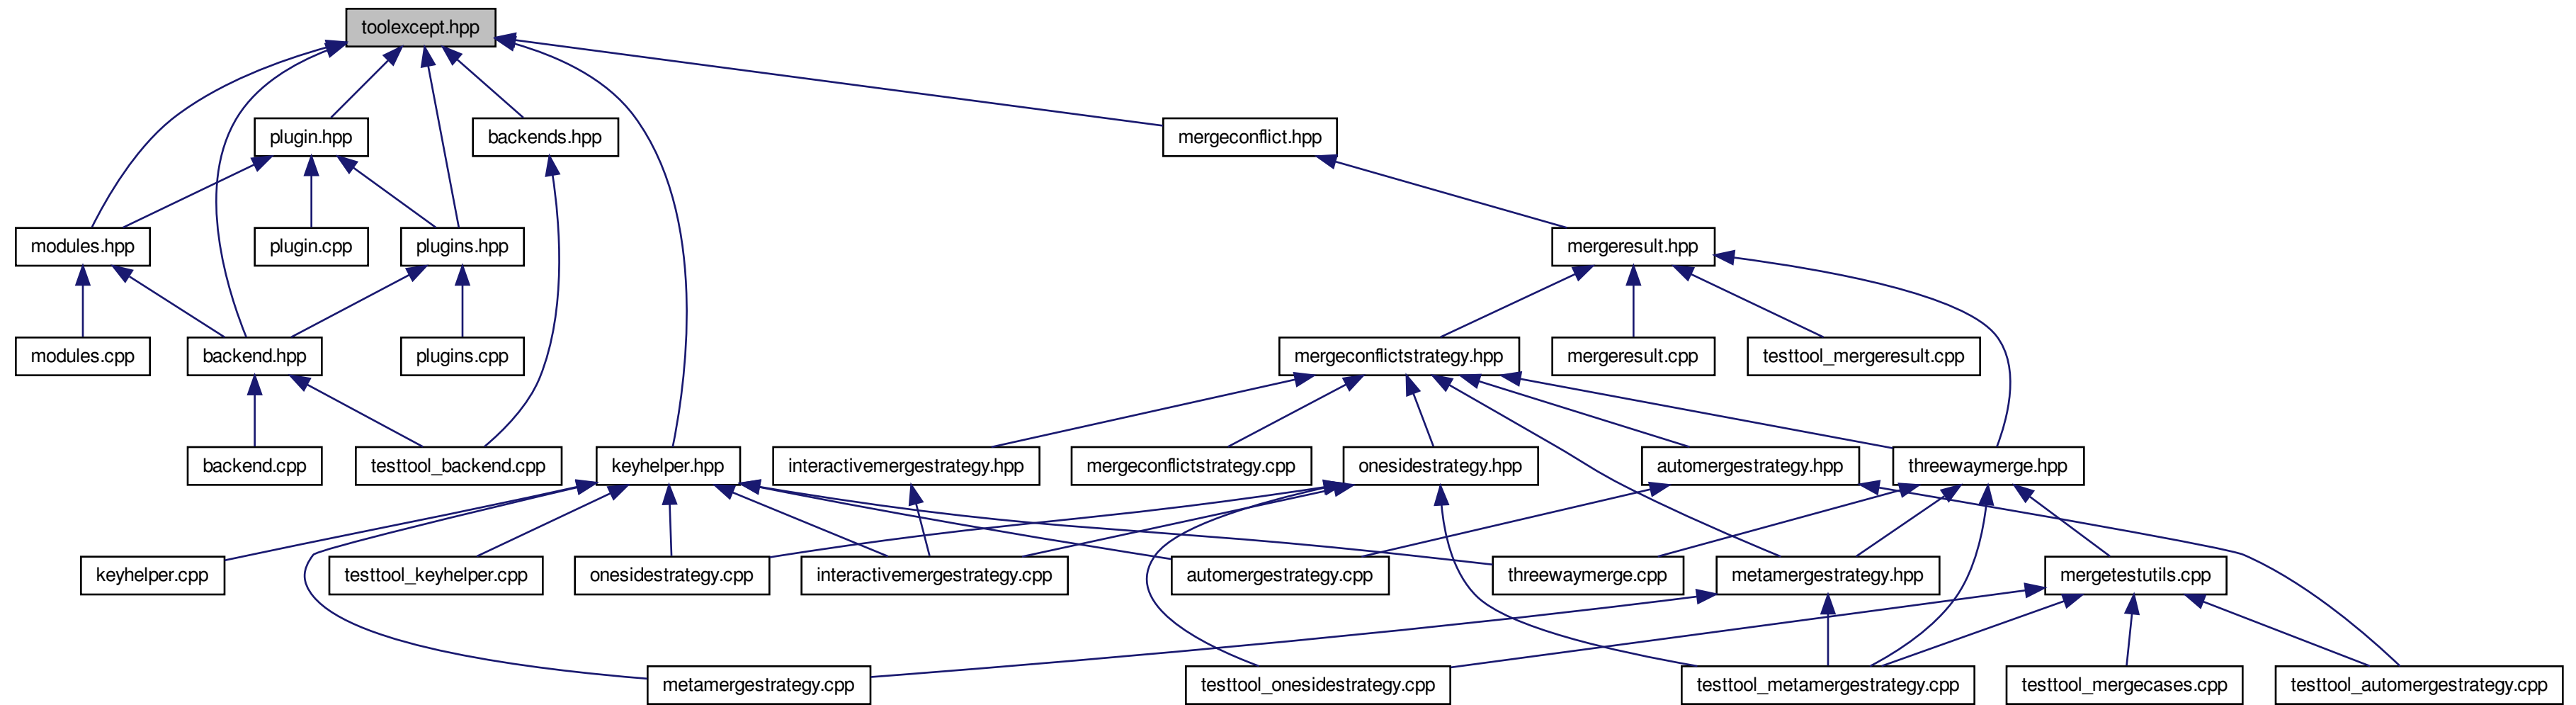 toolexcept.hpp
plugin.hpp
backends.hpp
mergeconflict.hpp
modules.hpp
plugin.cpp
plugins.hpp
mergeresult.hpp
modules.cpp
backend.hpp
plugins.cpp
mergeconflictstrategy.hpp
mergeresult.cpp
testtool_mergeresult.cpp
backend.cpp
testtool_backend.cpp
keyhelper.hpp
interactivemergestrategy.hpp
mergeconflictstrategy.cpp
onesidestrategy.hpp
automergestrategy.hpp
threewaymerge.hpp
keyhelper.cpp
testtool_keyhelper.cpp
onesidestrategy.cpp
interactivemergestrategy.cpp
automergestrategy.cpp
threewaymerge.cpp
metamergestrategy.hpp
mergetestutils.cpp
metamergestrategy.cpp
testtool_onesidestrategy.cpp
testtool_metamergestrategy.cpp
testtool_mergecases.cpp
testtool_automergestrategy.cpp